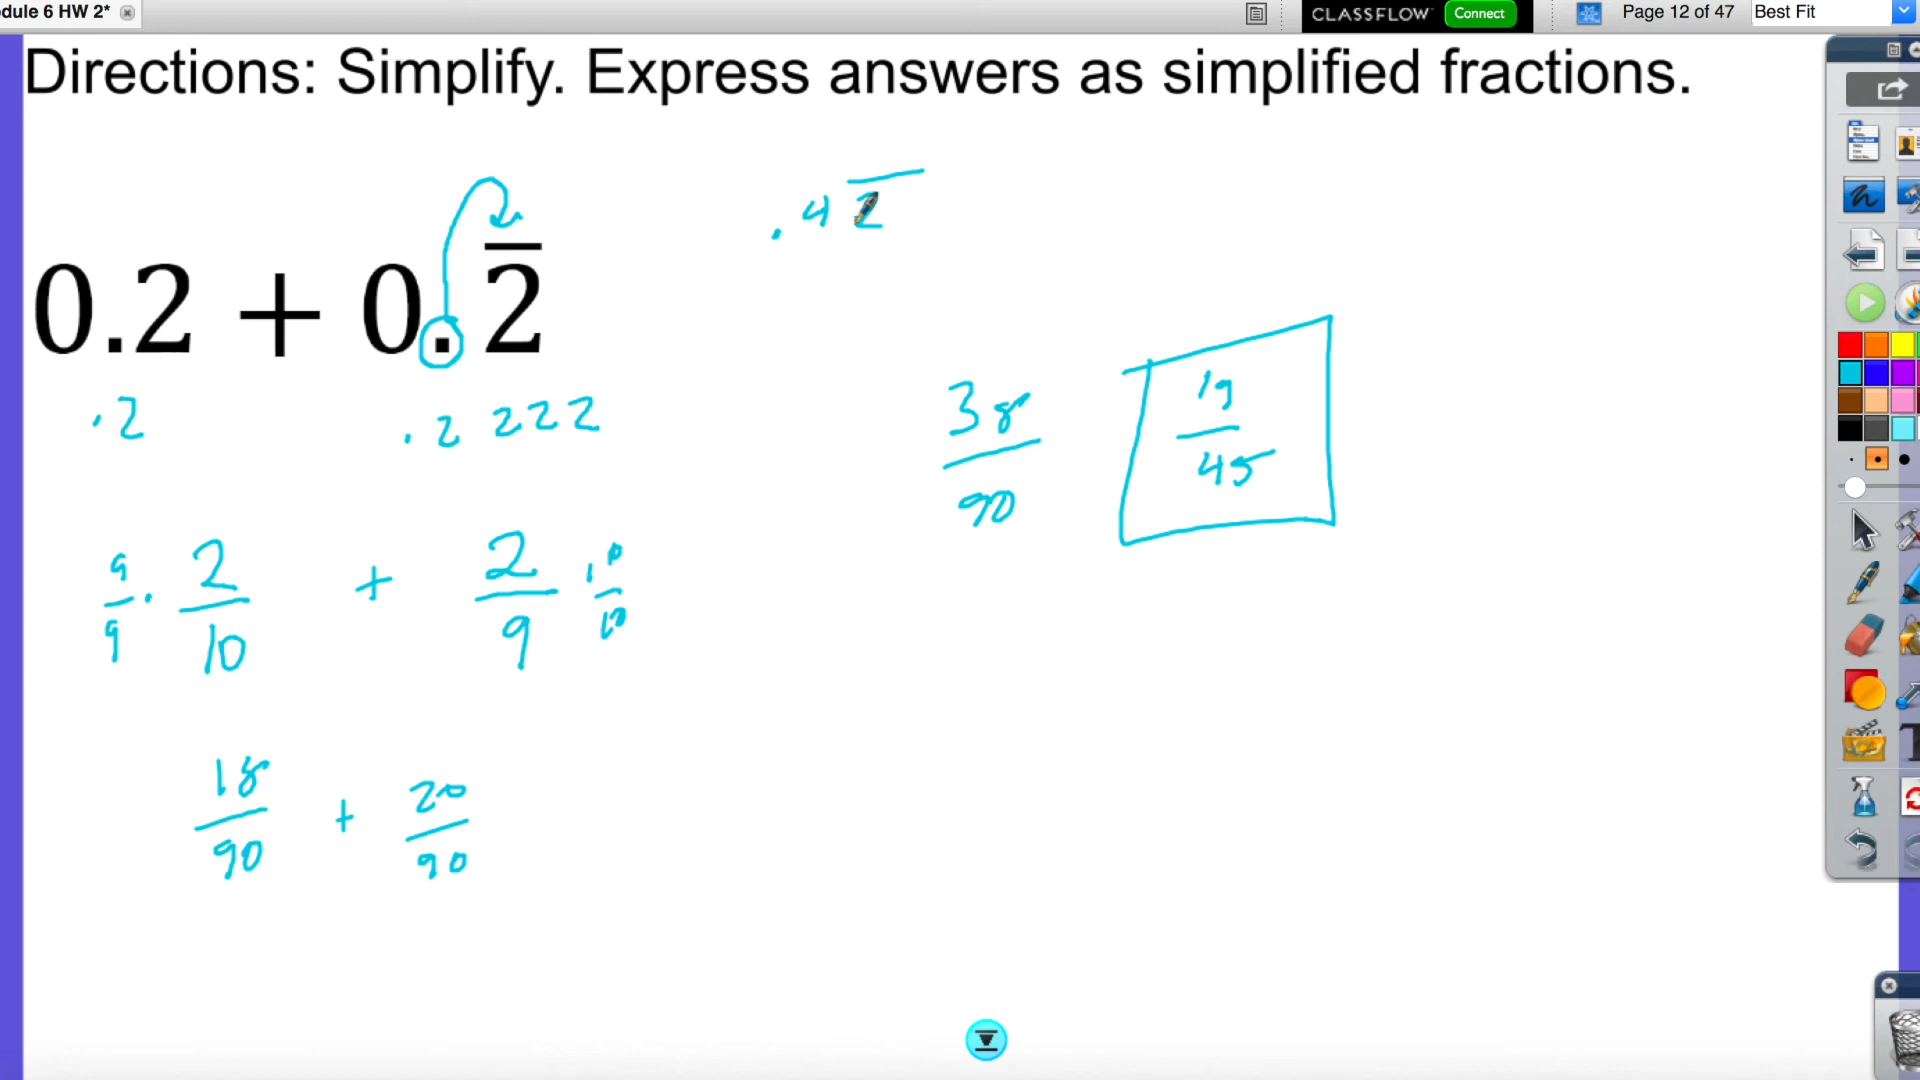 dule 6 HW 2*
CLASSFLOW Connect Page 12 of 47 Best Fit
Directions: Simplify. Express answers as simplified fractions.
. 4 2̅
0.2 + 0.2̅
.2 .2 222
38/90 19/45
9/9 · 2/10 + 2/9 · 10/10
18/90 + 20/90